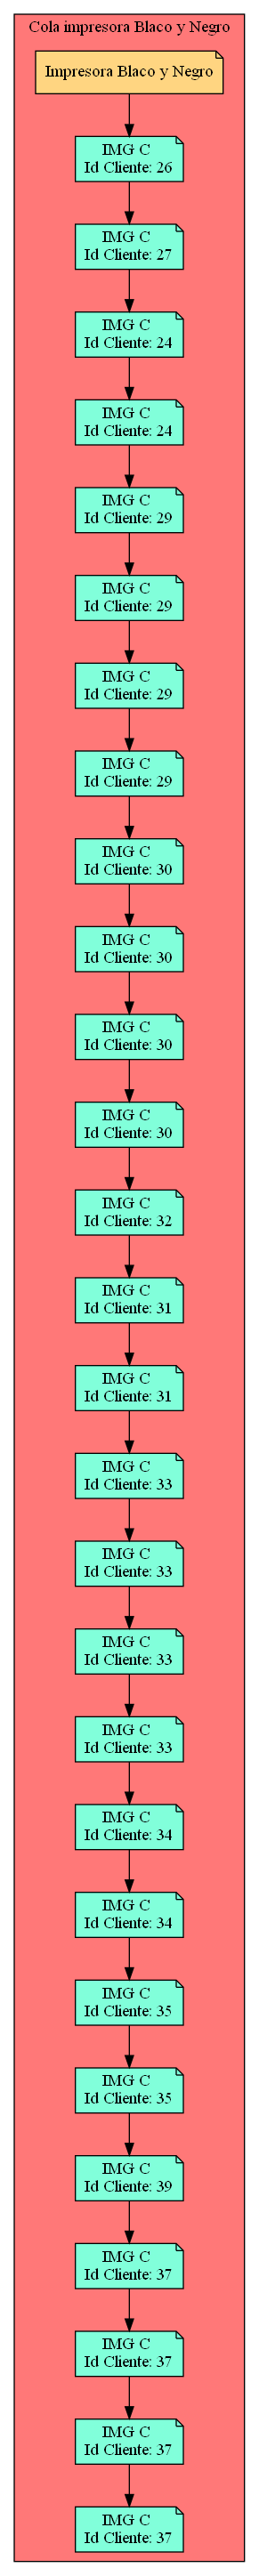 Cola impresora Blaco y Negro
Impresora Blaco y Negro
IMG C
Id Cliente: 26
IMG C
Id Cliente: 27
IMG C
Id Cliente: 24
IMG C
Id Cliente: 24
IMG C
Id Cliente: 29
IMG C
Id Cliente: 29
IMG C
Id Cliente: 29
IMG C
Id Cliente: 29
IMG C
Id Cliente: 30
IMG C
Id Cliente: 30
IMG C
Id Cliente: 30
IMG C
Id Cliente: 30
IMG C
Id Cliente: 32
IMG C
Id Cliente: 31
IMG C
Id Cliente: 31
IMG C
Id Cliente: 33
IMG C
Id Cliente: 33
IMG C
Id Cliente: 33
IMG C
Id Cliente: 33
IMG C
Id Cliente: 34
IMG C
Id Cliente: 34
IMG C
Id Cliente: 35
IMG C
Id Cliente: 35
IMG C
Id Cliente: 39
IMG C
Id Cliente: 37
IMG C
Id Cliente: 37
IMG C
Id Cliente: 37
IMG C
Id Cliente: 37